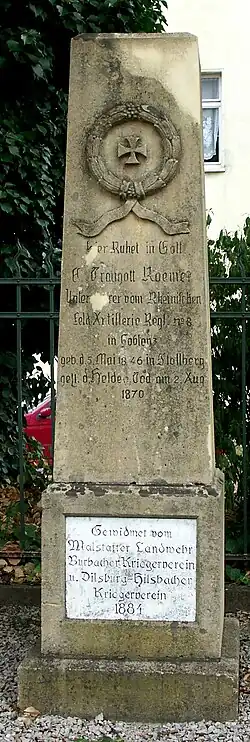 Hier Ruhet in Gott
F. Traugott Roemer
Unteroffizier vom Rheinischen
Feld Artillerie Regt. № 8
in Coblenz
geb d. 5. Mai 1846 in Stollberg
gest. d. Helden Tod am 2. Aug
1870
Gewidmet vom
Malstatter Landwehr
Burbacher Kriegerverein
u. Dilsburg-Hilsbacher
Kriegerverein
1884